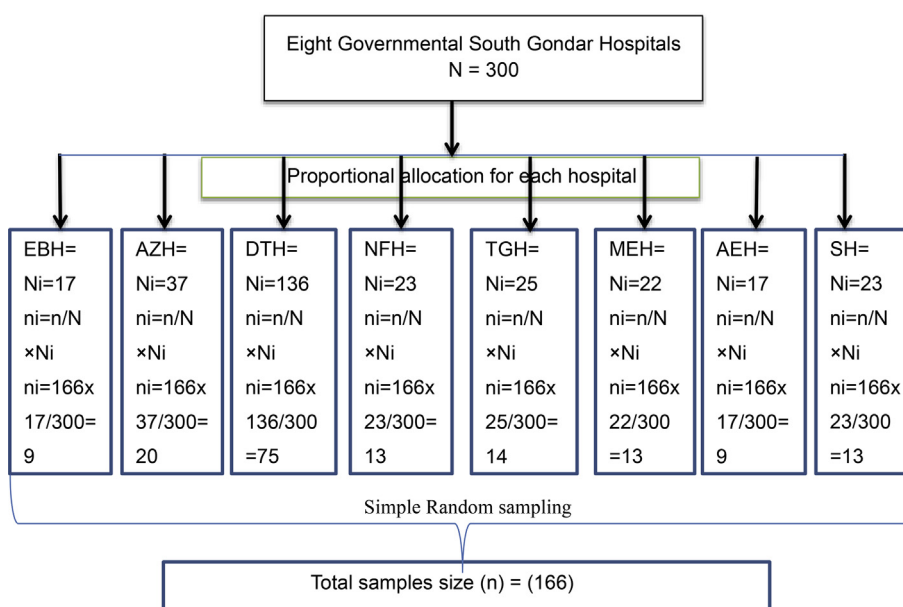 Eight Governmental South Gondar Hospitals
N = 300
Proportional allocation for each hospital
EBH=
Ni=17
ni=n/N
×Ni
ni=166x
17/300=
9
AZH=
Ni=37
ni=n/N
×Ni
ni=166x
37/300=
20
DTH=
Ni=136
ni=n/N
×Ni
ni=166x
136/300
=75
NFH=
Ni=23
ni=n/N
×Ni
ni=166x
23/300=
13
TGH=
Ni=25
ni=n/N
×Ni
ni=166x
25/300=
14
MEH=
Ni=22
ni=n/N
×Ni
ni=166x
22/300
=13
AEH=
Ni=17
ni=n/N
×Ni
ni=166x
17/300=
9
SH=
Ni=23
ni=n/N
×Ni
ni=166x
23/300
=13
Simple Random sampling
Total samples size (n) = (166)